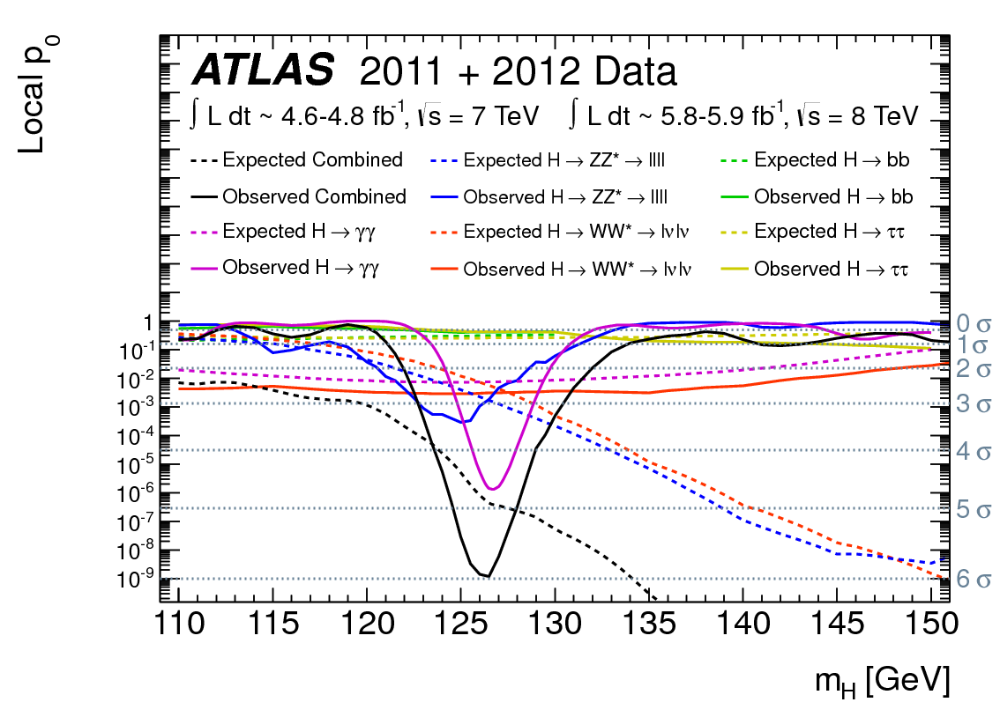 Local p0
ATLAS 2011 + 2012 Data
∫ L dt ~ 4.6-4.8 fb-1, √s = 7 TeV ∫ L dt ~ 5.8-5.9 fb-1, √s = 8 TeV
Expected Combined Expected H → ZZ* → llll Expected H → bb
Observed Combined Observed H → ZZ* → llll Observed H → bb
Expected H → γγ Expected H → WW* → lνlν Expected H → ττ
Observed H → γγ Observed H → WW* → lνlν Observed H → ττ
1 0 σ
10-1 1σ
10-2 2 σ
10-3 3 σ
10-4 4 σ
10-5
10-6
10-7 5 σ
10-8
10-9 6 σ
110 115 120 125 130 135 140 145 150
mH [GeV]